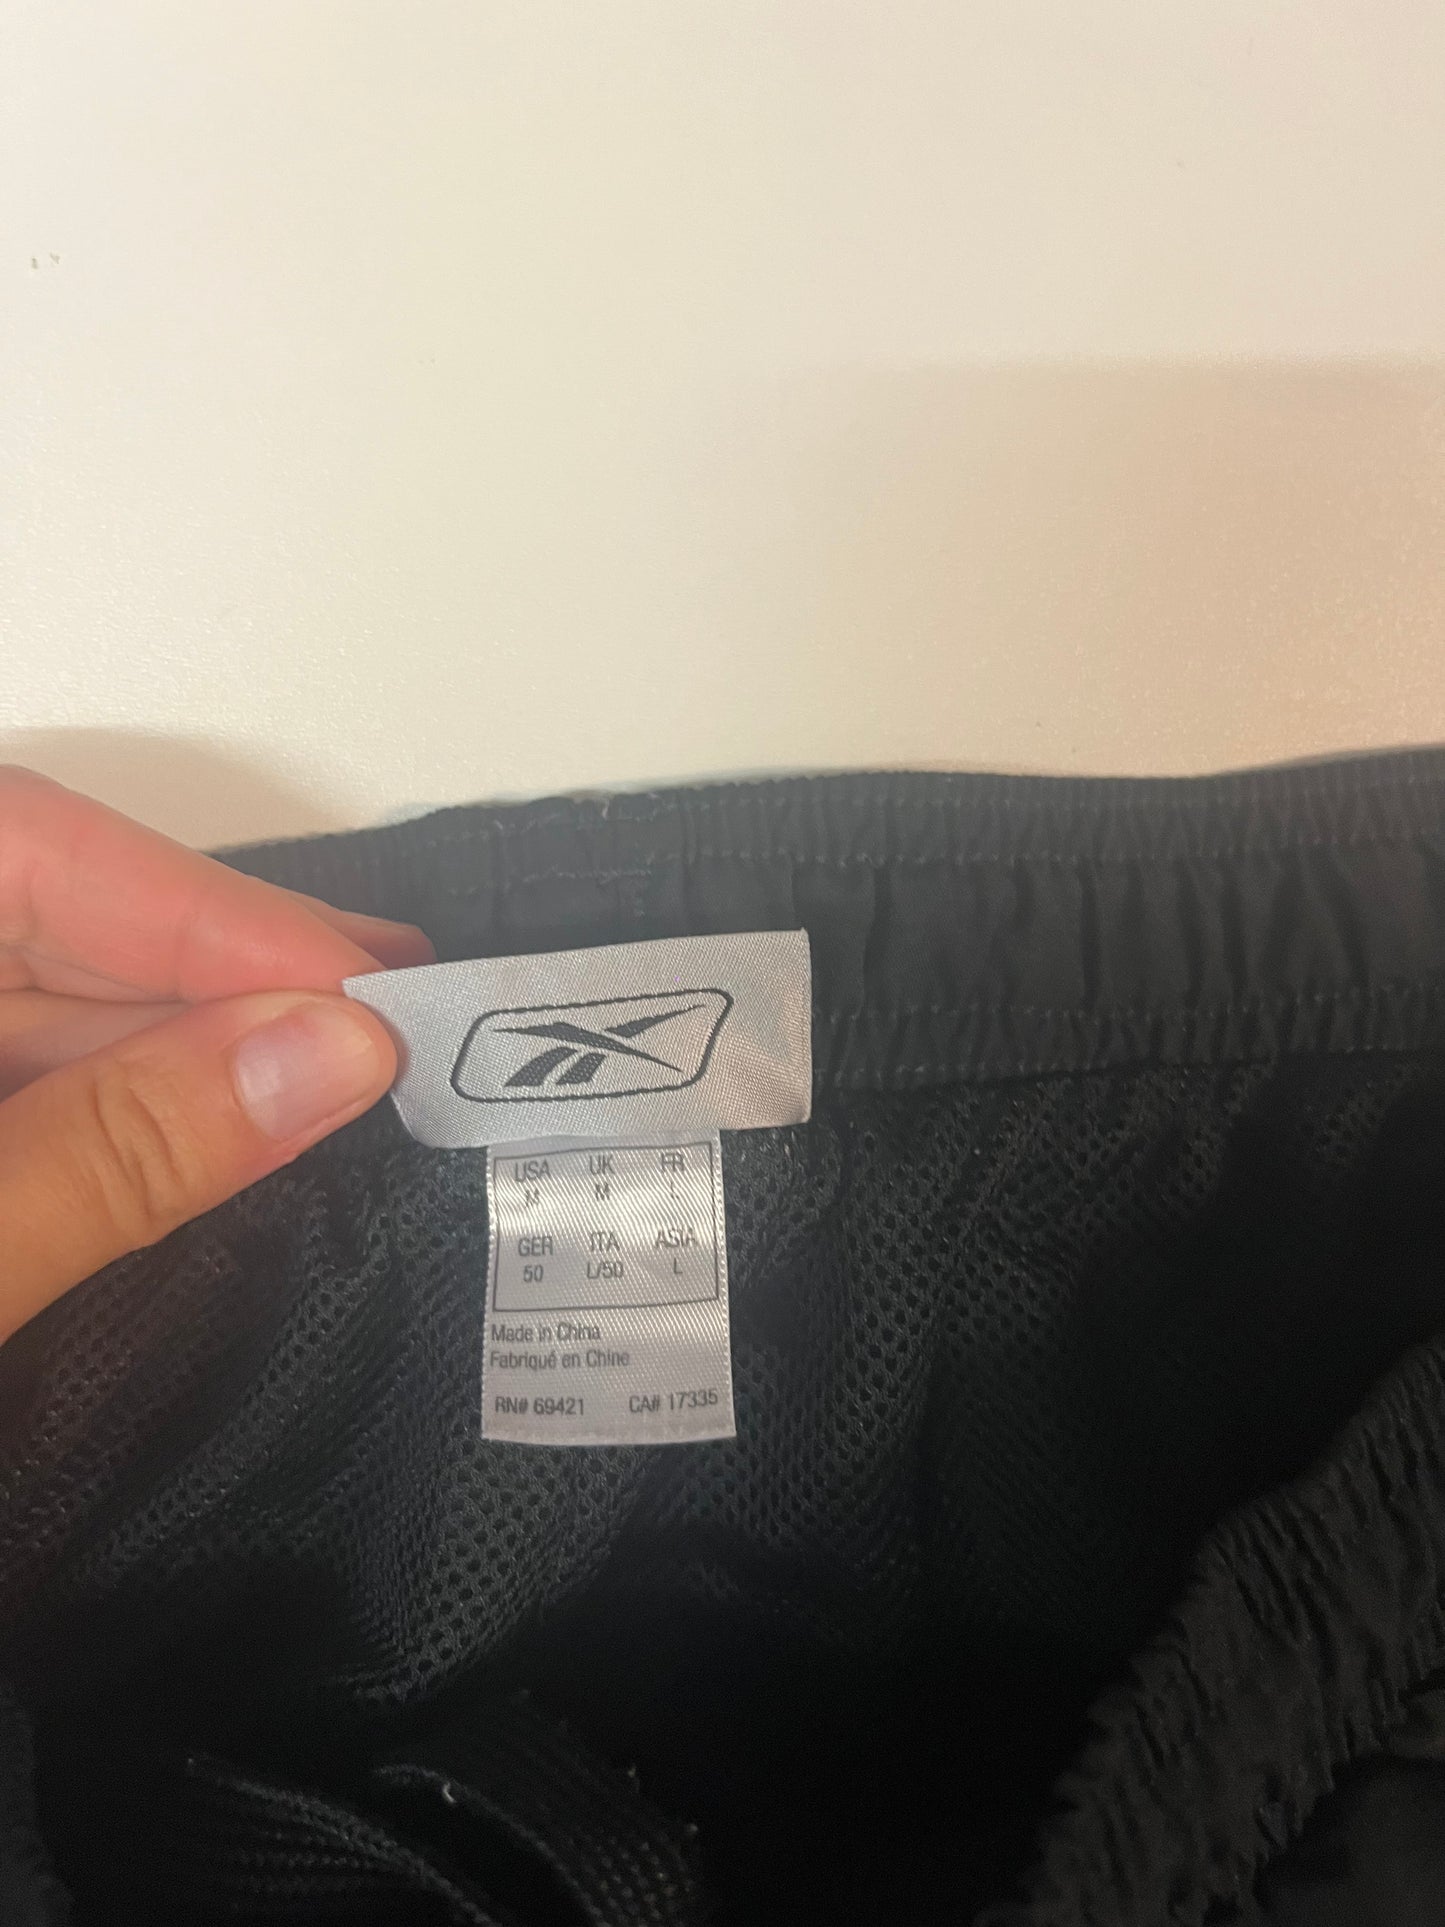 USA UK FR
M M L
GER ITA ASIA
50 L/50 L
Made in China
Fabriqué en Chine
RN# 69421 CA# 17335